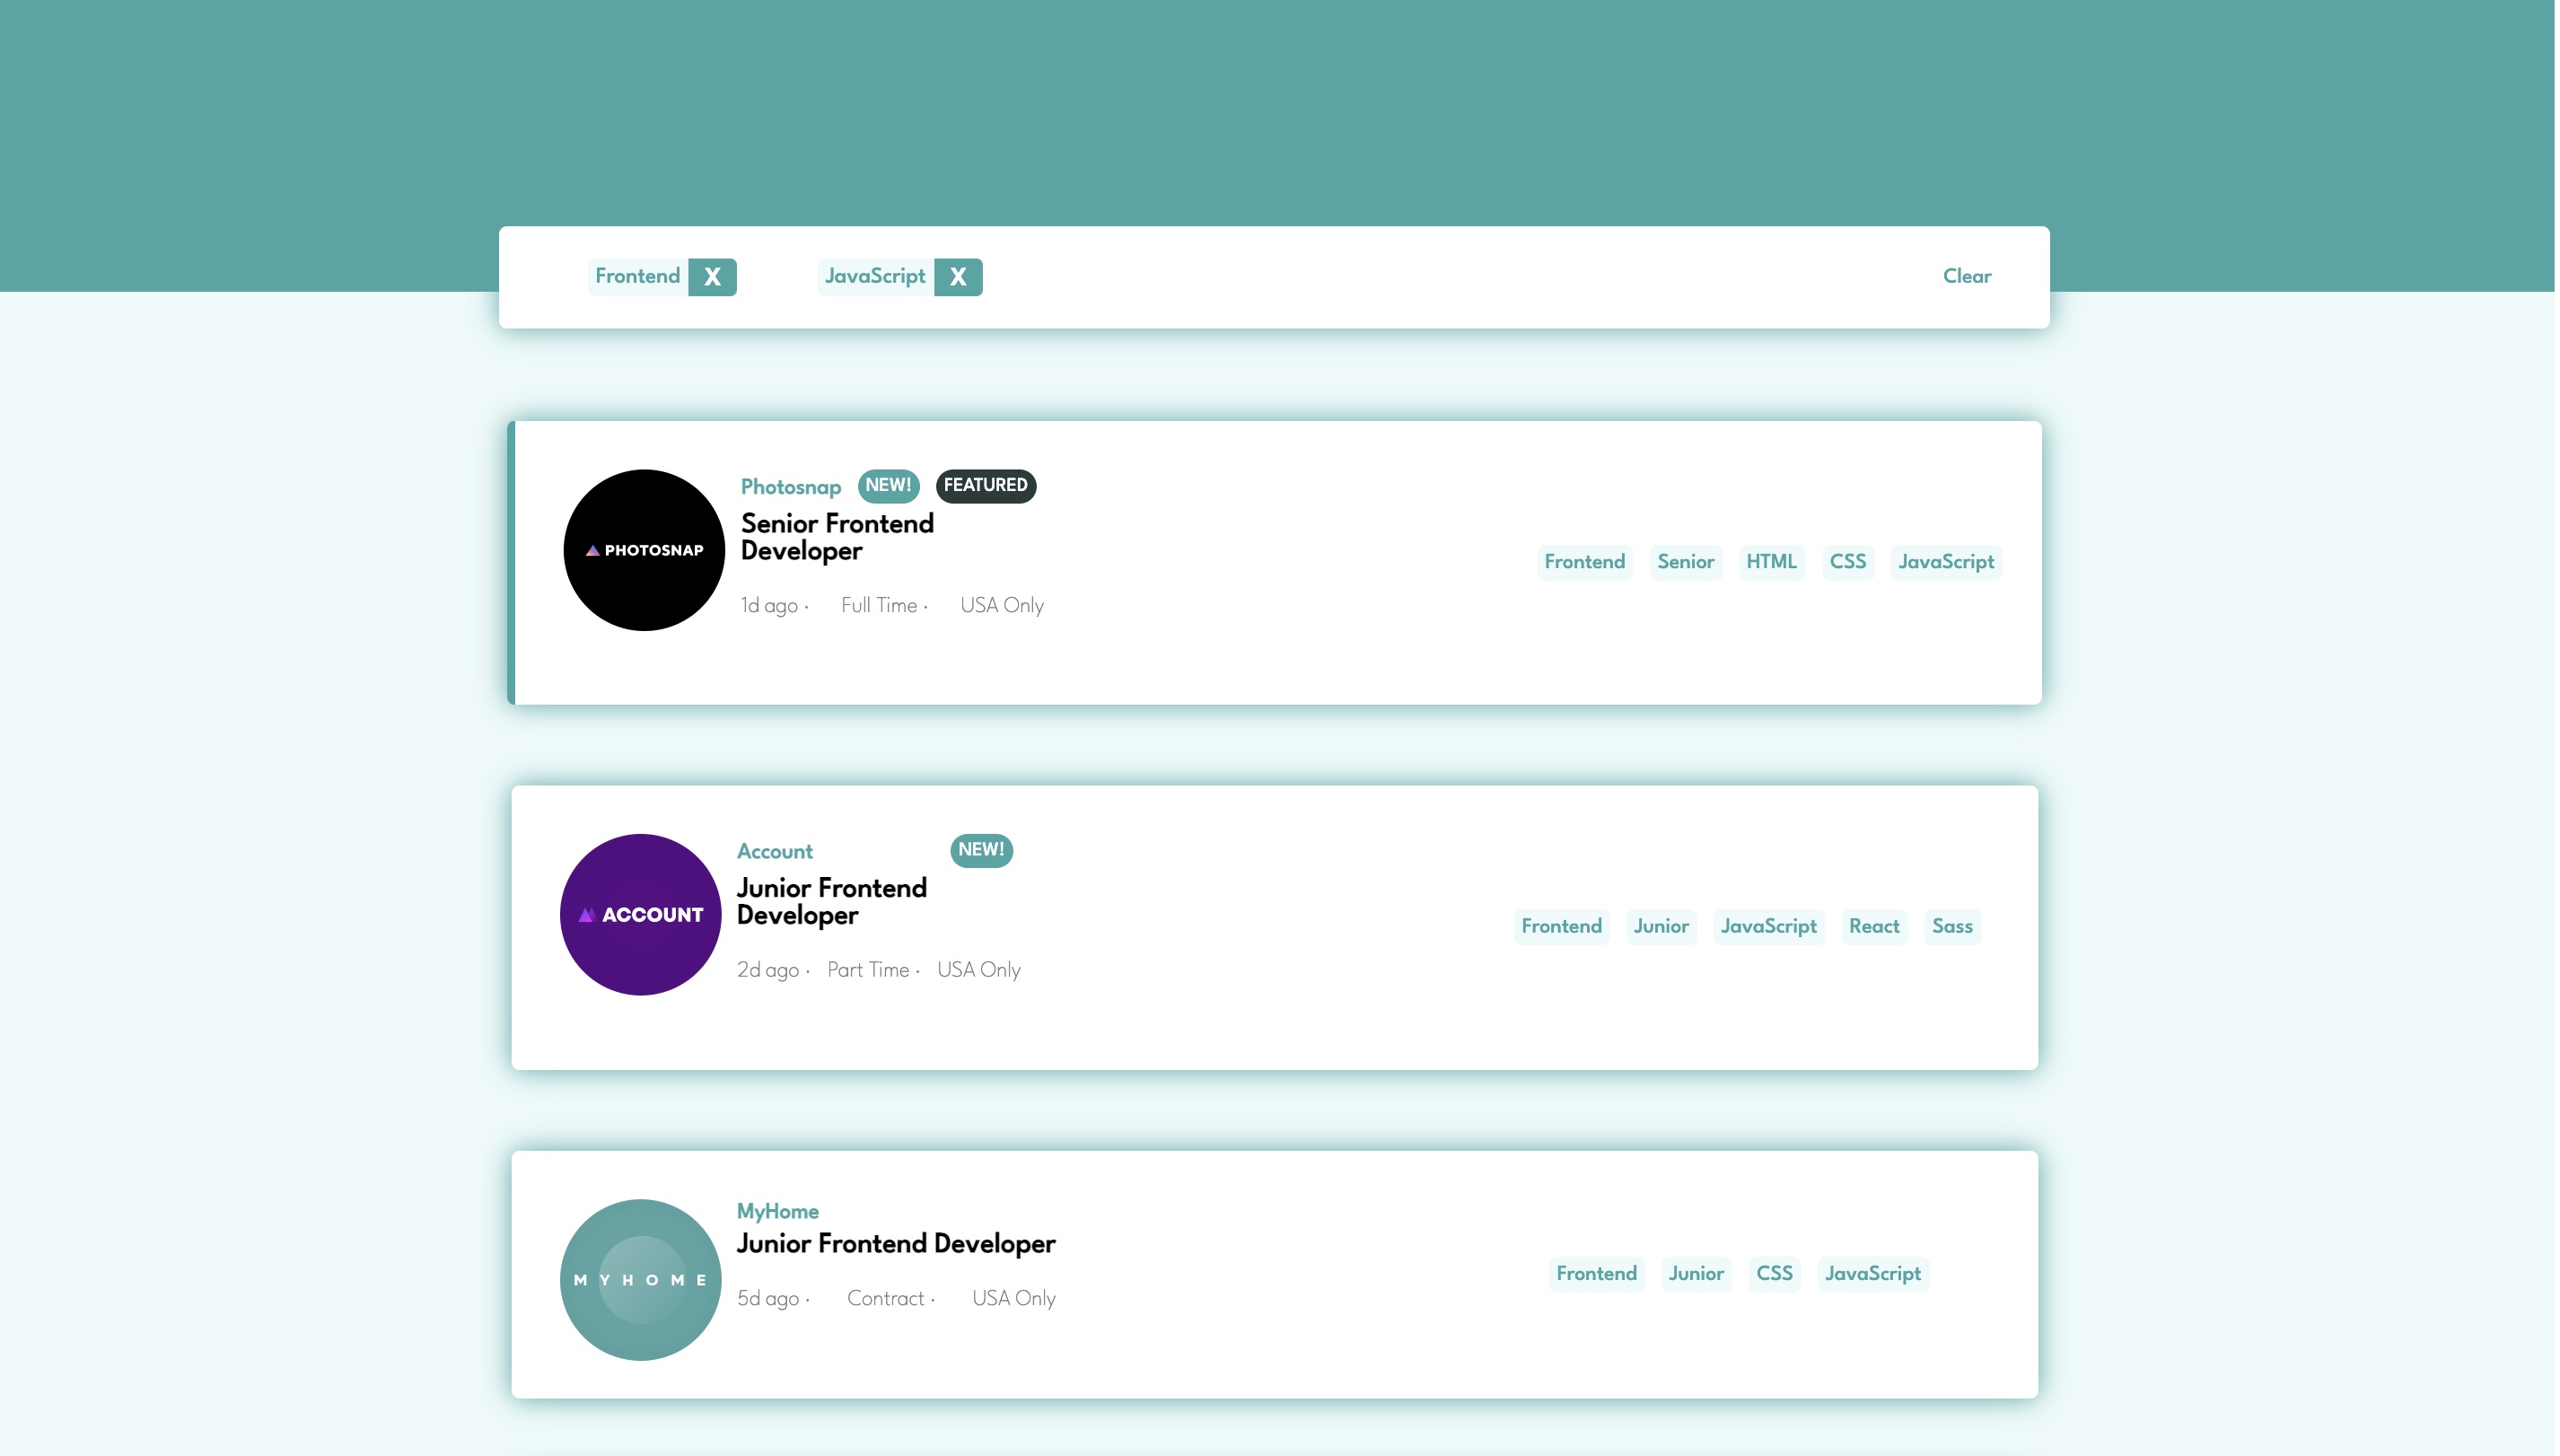 Frontend X JavaScript X Clear
Photosnap NEW! FEATURED
PHOTOSNAP
Senior Frontend
Developer
1d ago · Full Time · USA Only
Frontend Senior HTML CSS JavaScript
Account NEW!
ACCOUNT
Junior Frontend
Developer
2d ago · Part Time · USA Only
Frontend Junior JavaScript React Sass
MyHome
MYHOME
Junior Frontend Developer
5d ago · Contract · USA Only
Frontend Junior CSS JavaScript